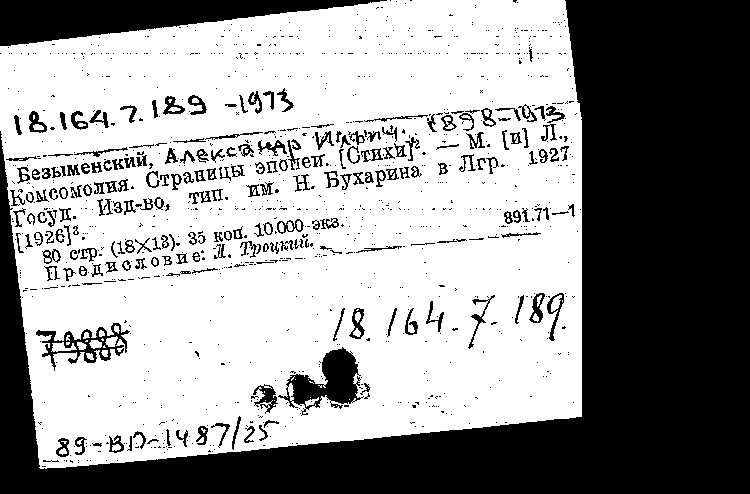 18.164.7.189 -1973
Безыменский, Александр Ильич. 1898-1973
Комсомолия. Страницы эпопеи. [Стихи]². — М. [и] Л.,
Госуд. Изд-во, тип. им. Н. Бухарина в Лгр. 1927
[1926]³.
80 стр. (18×13). 35 коп. 10.000 экз.
Предисловие: Л. Троцкий.
891.71—1
79888
18.164.7.189.
89-ВО-1487/25